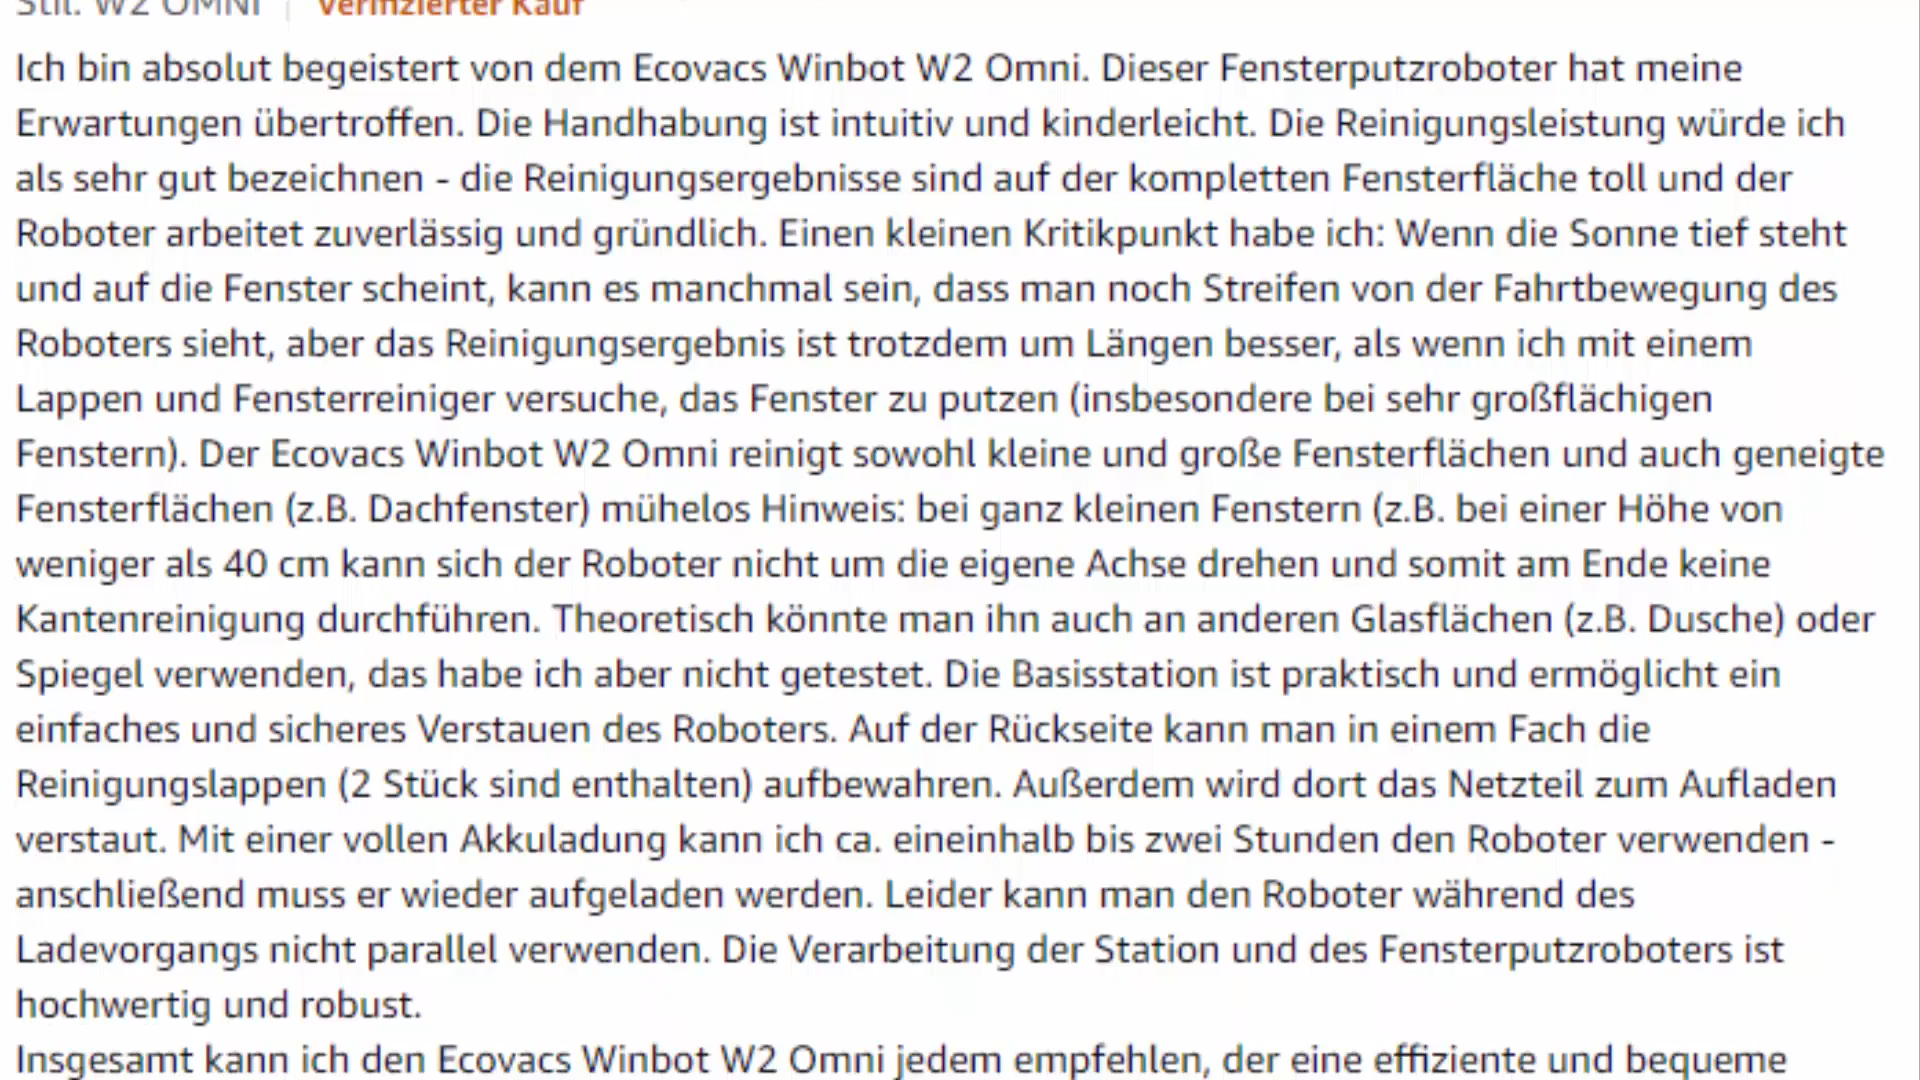 Stil: W2 OMNI | Verifizierter Kauf
Ich bin absolut begeistert von dem Ecovacs Winbot W2 Omni. Dieser Fensterputzroboter hat meine
Erwartungen übertroffen. Die Handhabung ist intuitiv und kinderleicht. Die Reinigungsleistung würde ich
als sehr gut bezeichnen - die Reinigungsergebnisse sind auf der kompletten Fensterfläche toll und der
Roboter arbeitet zuverlässig und gründlich. Einen kleinen Kritikpunkt habe ich: Wenn die Sonne tief steht
und auf die Fenster scheint, kann es manchmal sein, dass man noch Streifen von der Fahrtbewegung des
Roboters sieht, aber das Reinigungsergebnis ist trotzdem um Längen besser, als wenn ich mit einem
Lappen und Fensterreiniger versuche, das Fenster zu putzen (insbesondere bei sehr großflächigen
Fenstern). Der Ecovacs Winbot W2 Omni reinigt sowohl kleine und große Fensterflächen und auch geneigte
Fensterflächen (z.B. Dachfenster) mühelos Hinweis: bei ganz kleinen Fenstern (z.B. bei einer Höhe von
weniger als 40 cm kann sich der Roboter nicht um die eigene Achse drehen und somit am Ende keine
Kantenreinigung durchführen. Theoretisch könnte man ihn auch an anderen Glasflächen (z.B. Dusche) oder
Spiegel verwenden, das habe ich aber nicht getestet. Die Basisstation ist praktisch und ermöglicht ein
einfaches und sicheres Verstauen des Roboters. Auf der Rückseite kann man in einem Fach die
Reinigungslappen (2 Stück sind enthalten) aufbewahren. Außerdem wird dort das Netzteil zum Aufladen
verstaut. Mit einer vollen Akkuladung kann ich ca. eineinhalb bis zwei Stunden den Roboter verwenden -
anschließend muss er wieder aufgeladen werden. Leider kann man den Roboter während des
Ladevorgangs nicht parallel verwenden. Die Verarbeitung der Station und des Fensterputzroboters ist
hochwertig und robust.
Insgesamt kann ich den Ecovacs Winbot W2 Omni jedem empfehlen, der eine effiziente und bequeme